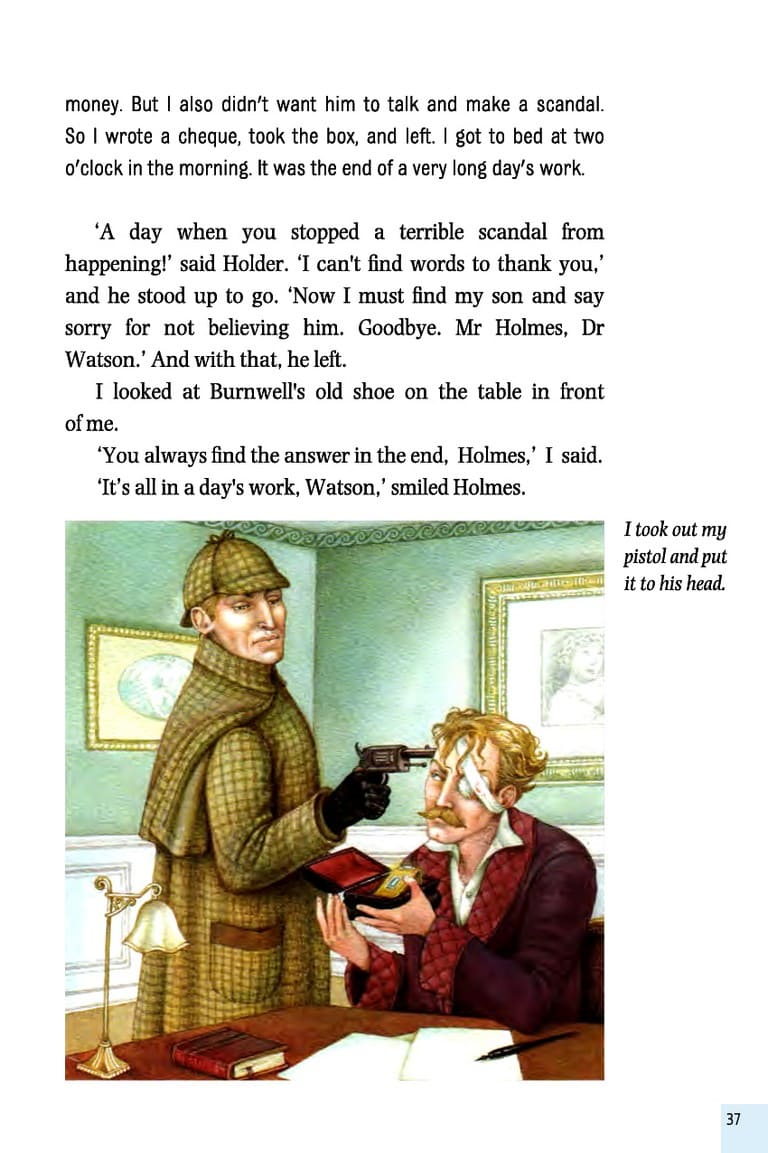 money. But I also didn't want him to talk and make a scandal.
So I wrote a cheque, took the box, and left. I got to bed at two
o'clock in the morning. It was the end of a very long day's work.
‘A day when you stopped a terrible scandal from
happening!’ said Holder. ‘I can't find words to thank you,’
and he stood up to go. ‘Now I must find my son and say
sorry for not believing him. Goodbye. Mr Holmes, Dr
Watson.’ And with that, he left.
I looked at Burnwell's old shoe on the table in front
of me.
‘You always find the answer in the end, Holmes,’ I said.
‘It’s all in a day's work, Watson,’ smiled Holmes.
I took out my
pistol and put
it to his head.
37